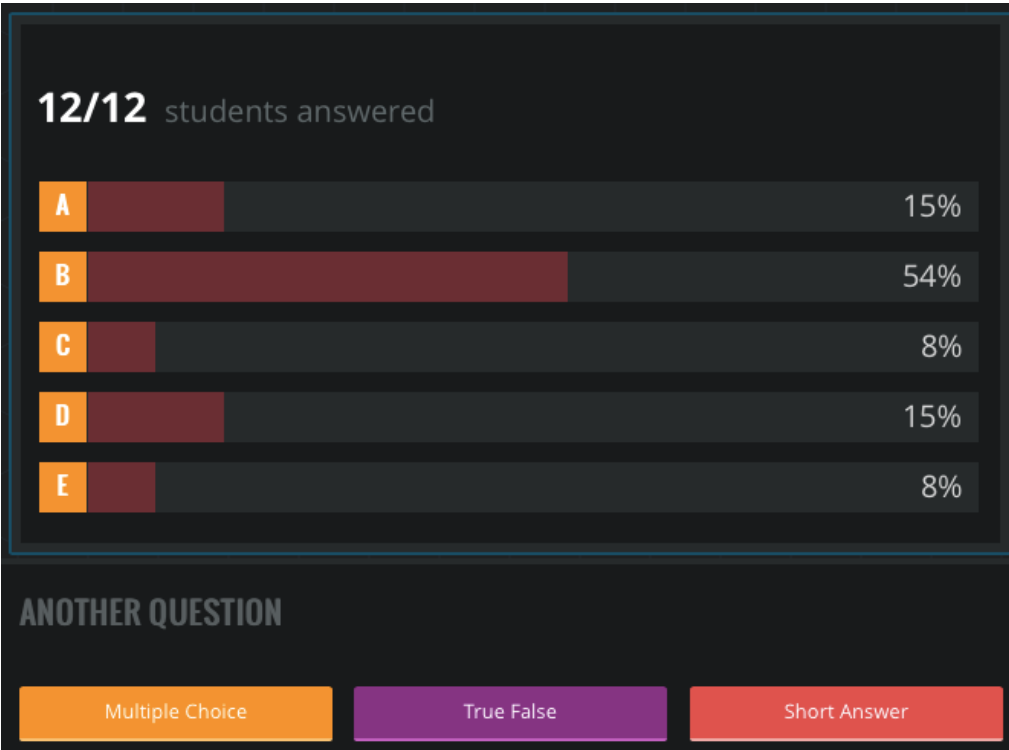 12/12 students answered
A 15%
B 54%
C 8%
D 15%
E 8%
ANOTHER QUESTION
Multiple Choice True False Short Answer